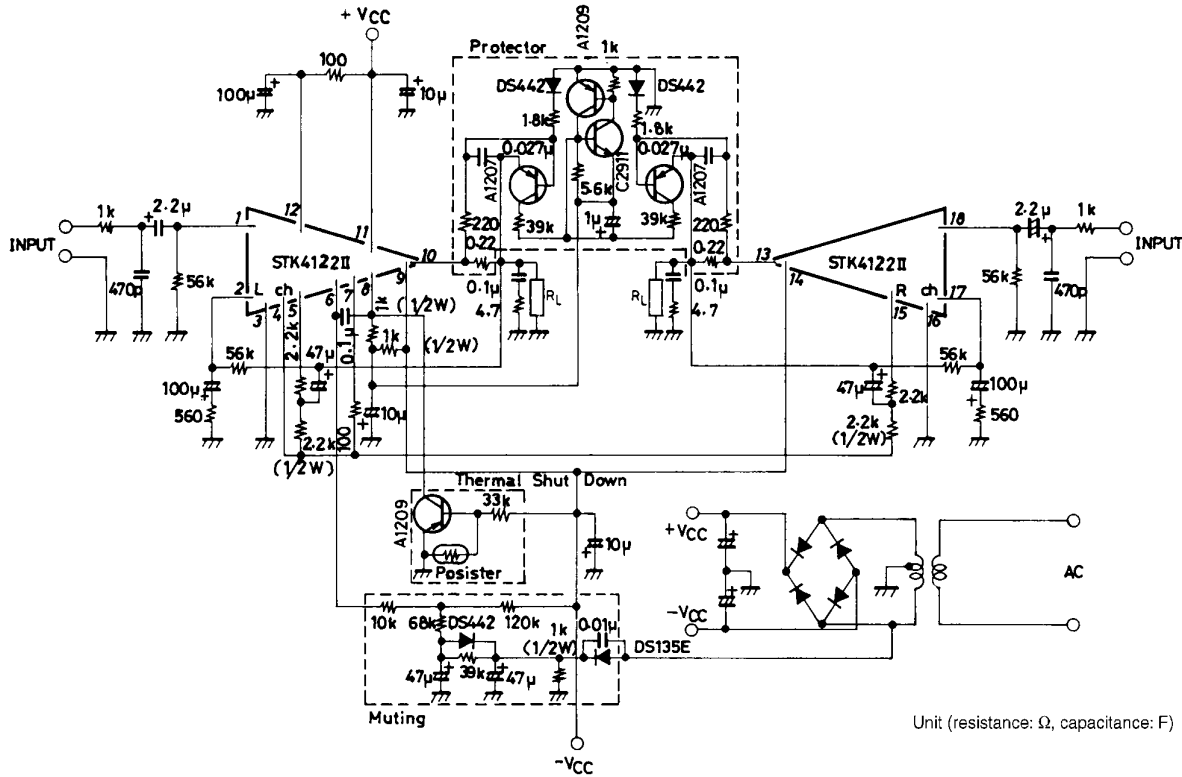 + VCC
A1209
Protector
1k
100
100µ
10µ
DS442
DS442
1.8k
1.8k
0.027µ
0.027µ
A1207
C2911
A1207
5.6k
1µ
39k
39k
220
220
0.22
0.22
1k
2.2µ
1
12
11
10
INPUT
470p
56k
STK4122II
2
L ch
3
4
5
6
7
8
9
0.1µ
4.7
RL
RL
0.1µ
4.7
13
14
STK4122II
R ch
15
16
17
18
2.2µ
1k
INPUT
56k
470p
1k
(1/2W)
1k
(1/2W)
2.2k
47µ
0.1µ
56k
100µ
560
2.2k
(1/2W)
100
10µ
56k
47µ
2.2k
2.2k
(1/2W)
100µ
560
Thermal Shut Down
A1209
33k
Posister
10µ
+VCC
-VCC
AC
10k
68k
DS442
120k
39k
47µ
47µ
1k
(1/2W)
0.01µ
DS135E
Muting
-VCC
Unit (resistance: Ω, capacitance: F)